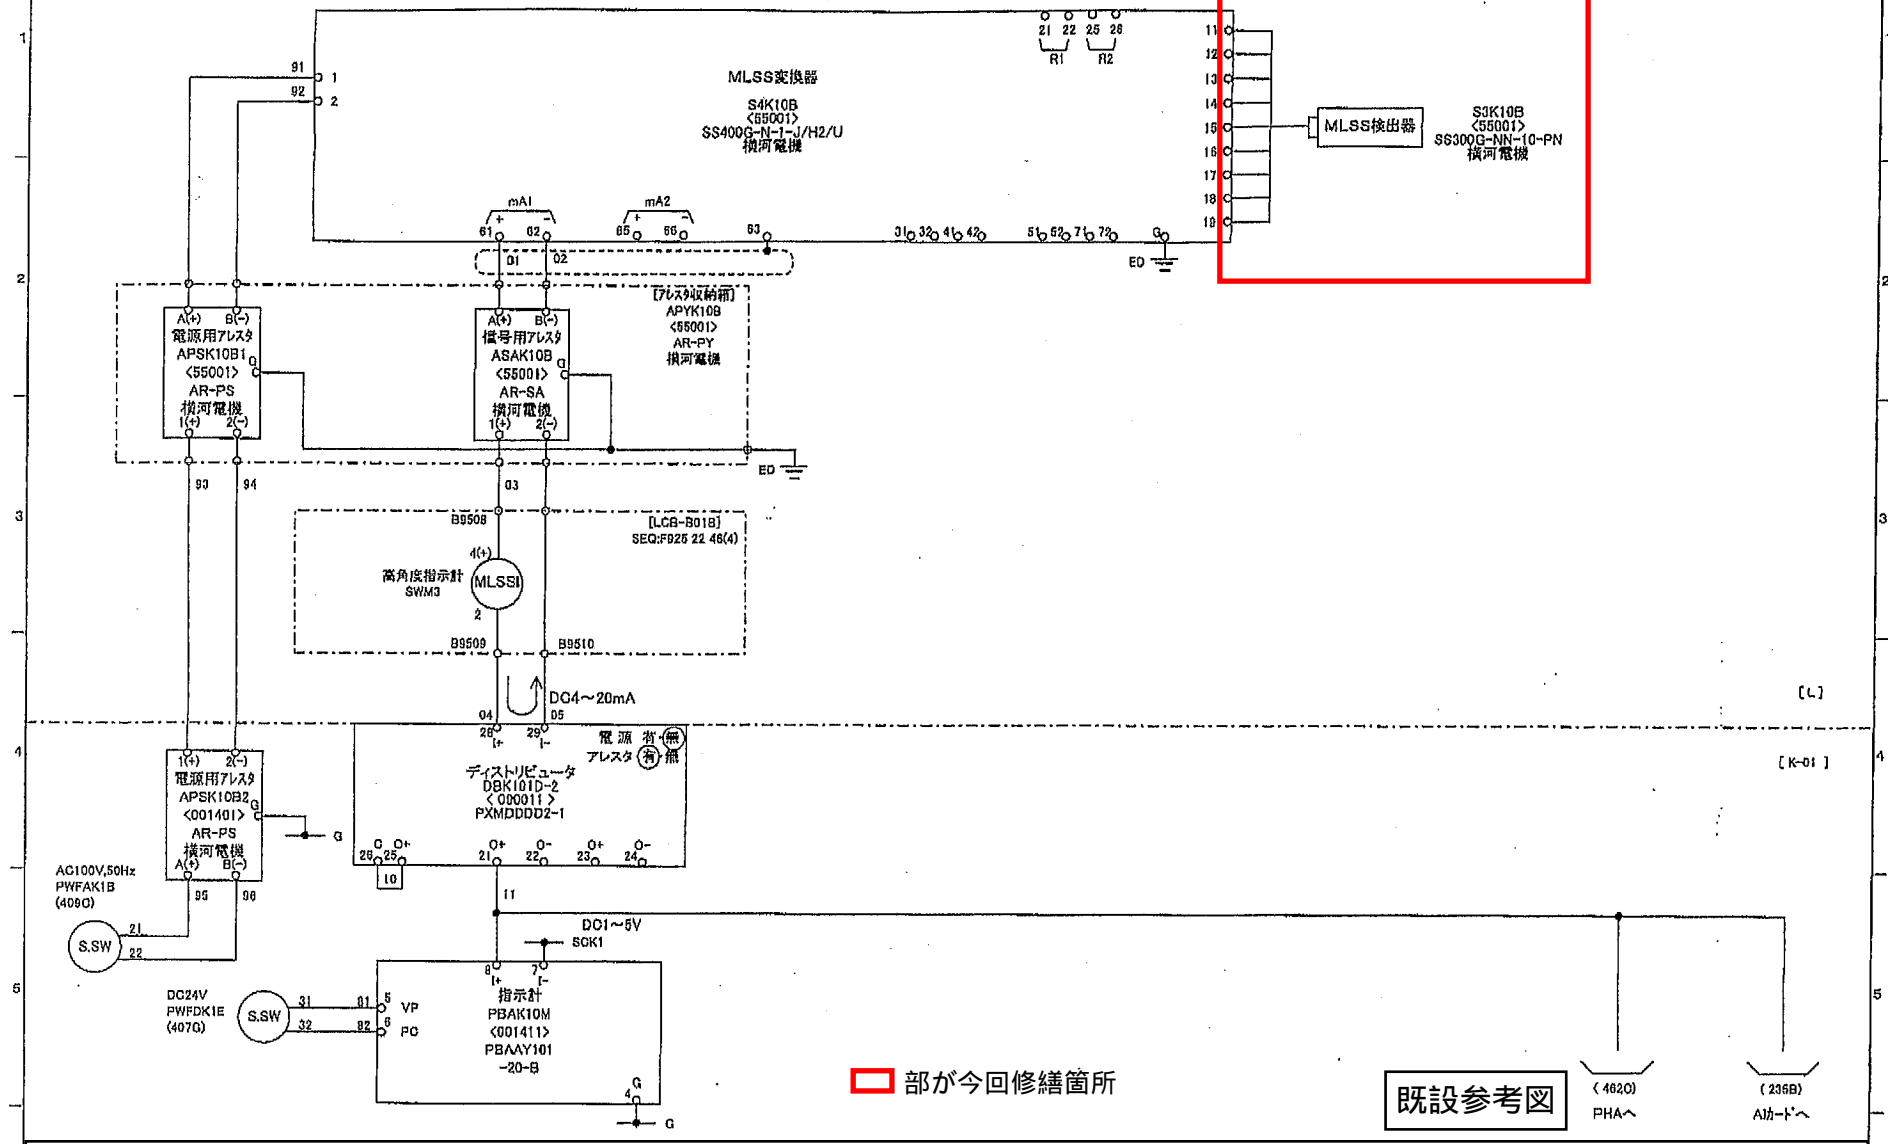 1
91
1
92
2
MLSS変換器
S4K10B
<55001>
SS400G-N-1-J/H2/U
横河電機
21 22 25 26
R1 R2
11
12
13
14
15
16
17
18
19
MLSS検出器
S3K10B
<55001>
SS300G-NN-10-PN
横河電機
mA1
+ -
61 62
mA2
+ -
65 66
63
31 32 41 42
51 52 71 72
G
ED
01 02
2
2
[アレスタ収納箱]
APYK10B
<55001>
AR-PY
横河電機
A(+) B(-)
電源用アレスタ
APSK10B1
<55001>
AR-PS
横河電機
1(+) 2(-)
G
A(+) B(-)
信号用アレスタ
ASAK10B
<55001>
AR-SA
横河電機
1(+) 2(-)
G
ED
93 94
03
3
3
B9508
[LCB-B01B]
SEQ:F925 22 46(4)
1(+)
高角度指示計
SWM3
MLSSI
2
B9509
B9510
DC4～20mA
[L]
04 05
4
4
[K-01]
28 29
I+ I-
電源 有・無
アレスタ 有・無
ディストリビュータ
DBK101D-2
<000011>
PXMDDDD2-1
O O+ O+ O- O+ O-
26 25 21 22 23 24
10
11
1(+) 2(-)
電源用アレスタ
APSK10B2
<001401>
AR-PS
横河電機
A(+) B(-)
G
G
95 96
AC100V,50Hz
PWFAK1B
(409G)
S.SW
21
22
DC1～5V
SCK1
5
5
DC24V
PWFDK1E
(407G)
S.SW
31
32
81
82
5
6
VP
PC
8 7
I+ I-
指示計
PBAK10M
<001411>
PBAAY101
-20-B
G
4
G
部が今回修繕箇所
既設参考図
(462C)
PHAへ
(236B)
AIカードへ